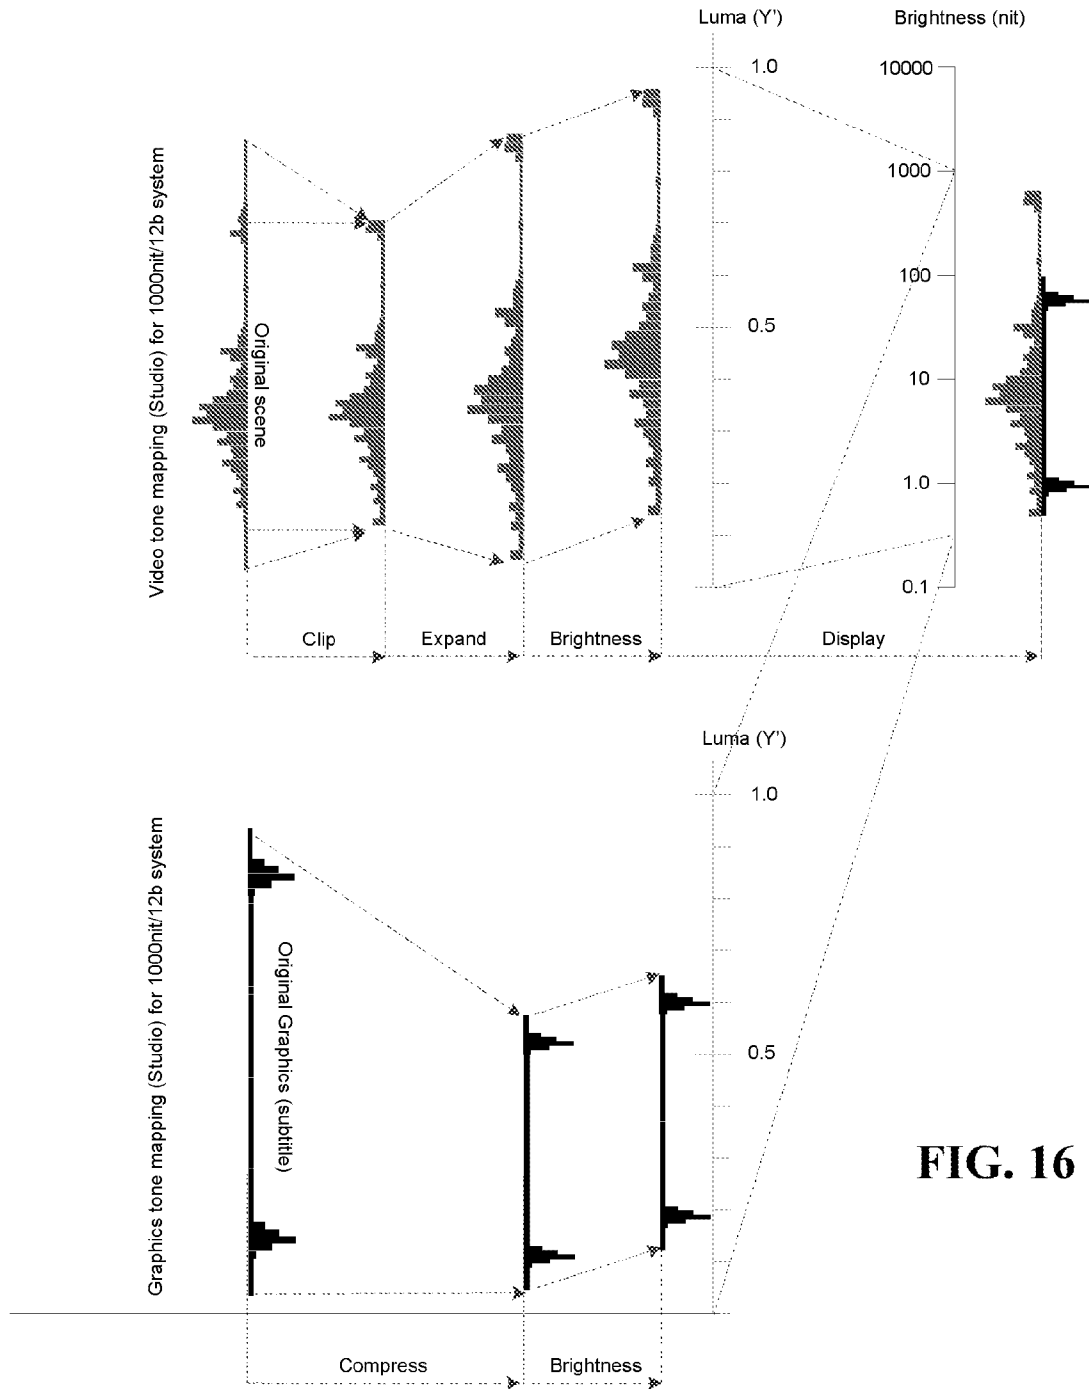 Luma (Y')
Brightness (nit)
1.0
0.5
10000
1000
100
10
1.0
0.1
Video tone mapping (Studio) for 1000nit/12b system
Original scene
Clip
Expand
Brightness
Display
Luma (Y')
1.0
0.5
Graphics tone mapping (Studio) for 1000nit/12b system
Original Graphics (subtitle)
Compress
Brightness
FIG. 16